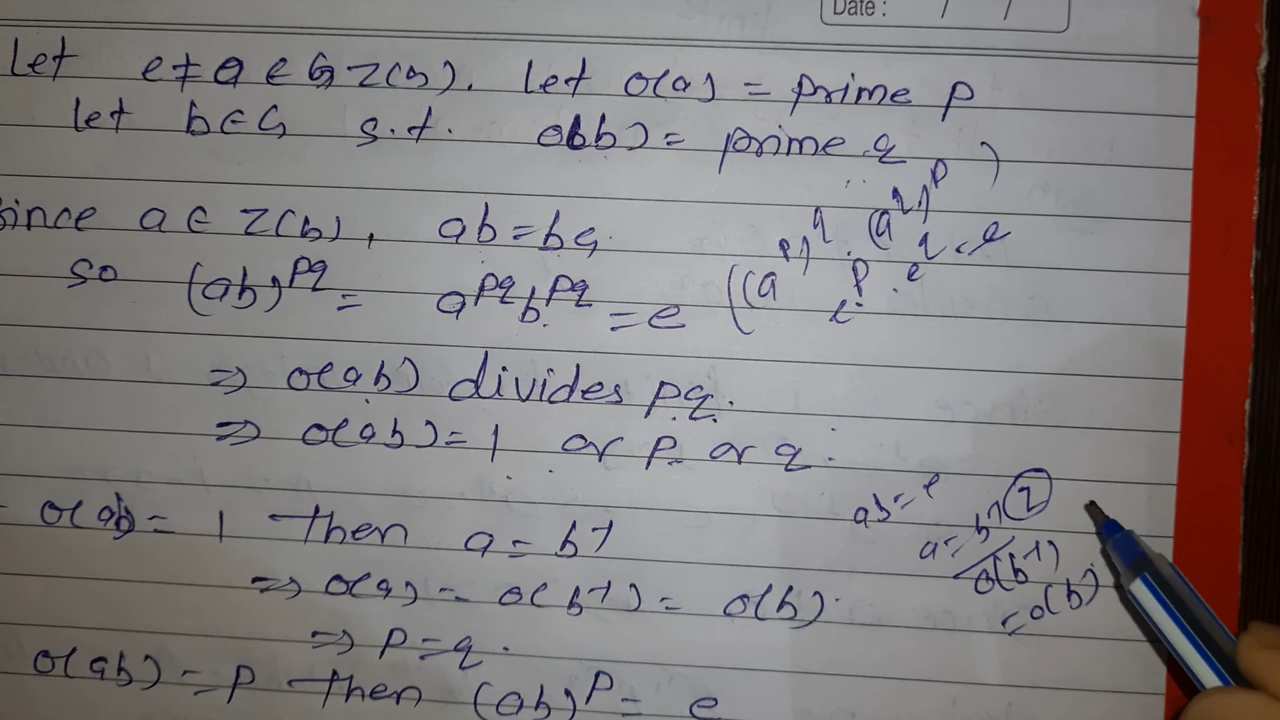 Date : / /
Let e ≠ a ∈ G Z(G). Let o(a) = prime p
let b ∈ G s.t. o(b) = prime q )
Since a ∈ Z(G), ab = ba
so (ab)^{pq} = a^{pq} b^{pq} = e
⇒ o(ab) divides pq.
⇒ o(ab) = 1 or p or q.
ab = e
a = b^{-1} ②
o(b^{-1})
= o(b)
o(ab) = 1 then a = b^{-1}
⇒ o(a) = o(b^{-1}) = o(b).
⇒ p = q.
o(ab) = p then (ab)^p = e